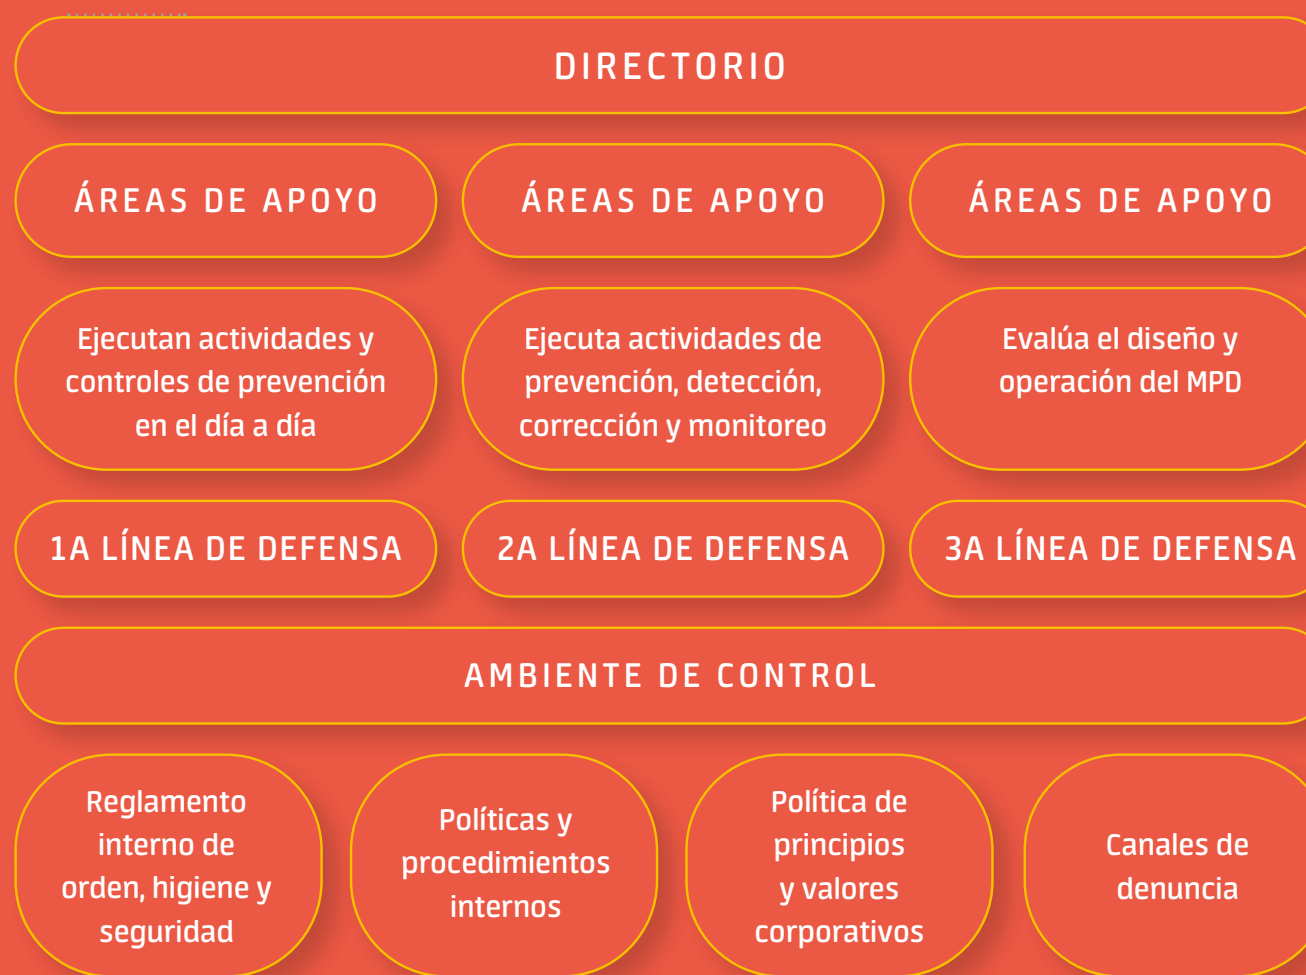 DIRECTORIO
ÁREAS DE APOYO
ÁREAS DE APOYO
ÁREAS DE APOYO
Ejecutan actividades y
controles de prevención
en el día a día
Ejecuta actividades de
prevención, detección,
corrección y monitoreo
Evalúa el diseño y
operación del MPD
1A LÍNEA DE DEFENSA
2A LÍNEA DE DEFENSA
3A LÍNEA DE DEFENSA
AMBIENTE DE CONTROL
Reglamento
interno de
orden, higiene y
seguridad
Políticas y
procedimientos
internos
Política de
principios
y valores
corporativos
Canales de
denuncia